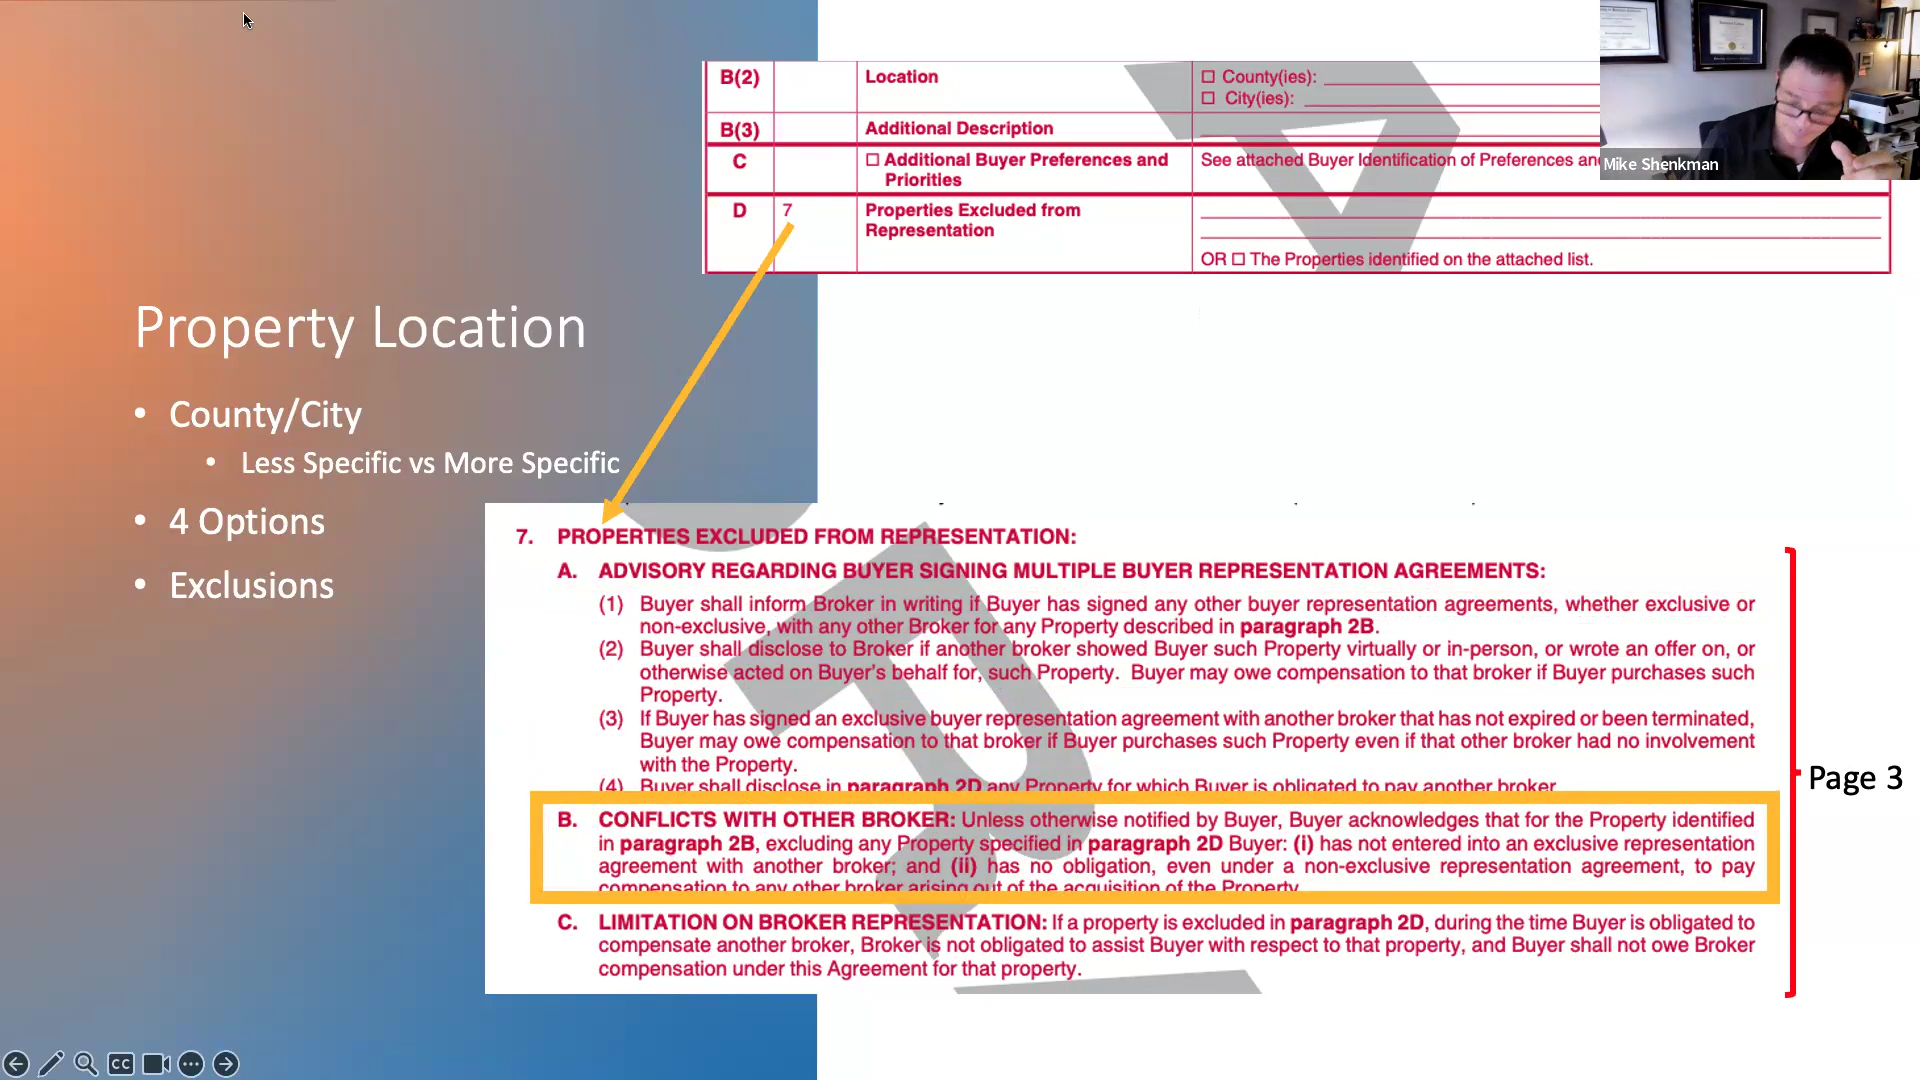 B(2) Location ☐ County(ies):
☐ City(ies):
B(3) Additional Description
C ☐ Additional Buyer Preferences and Priorities See attached Buyer Identification of Preferences an
Mike Shenkman
D 7 Properties Excluded from Representation
OR ☐ The Properties identified on the attached list.
Property Location
• County/City
• Less Specific vs More Specific
• 4 Options
• Exclusions
7. PROPERTIES EXCLUDED FROM REPRESENTATION:
A. ADVISORY REGARDING BUYER SIGNING MULTIPLE BUYER REPRESENTATION AGREEMENTS:
(1) Buyer shall inform Broker in writing if Buyer has signed any other buyer representation agreements, whether exclusive or
non-exclusive, with any other Broker for any Property described in paragraph 2B.
(2) Buyer shall disclose to Broker if another broker showed Buyer such Property virtually or in-person, or wrote an offer on, or
otherwise acted on Buyer's behalf for, such Property. Buyer may owe compensation to that broker if Buyer purchases such
Property.
(3) If Buyer has signed an exclusive buyer representation agreement with another broker that has not expired or been terminated,
Buyer may owe compensation to that broker if Buyer purchases such Property even if that other broker had no involvement
with the Property.
(4) Buyer shall disclose in paragraph 2D any Property for which Buyer is obligated to pay another broker.
B. CONFLICTS WITH OTHER BROKER: Unless otherwise notified by Buyer, Buyer acknowledges that for the Property identified
in paragraph 2B, excluding any Property specified in paragraph 2D Buyer: (i) has not entered into an exclusive representation
agreement with another broker; and (ii) has no obligation, even under a non-exclusive representation agreement, to pay
compensation to any other broker arising out of the acquisition of the Property.
C. LIMITATION ON BROKER REPRESENTATION: If a property is excluded in paragraph 2D, during the time Buyer is obligated to
compensate another broker, Broker is not obligated to assist Buyer with respect to that property, and Buyer shall not owe Broker
compensation under this Agreement for that property.
Page 3
CC